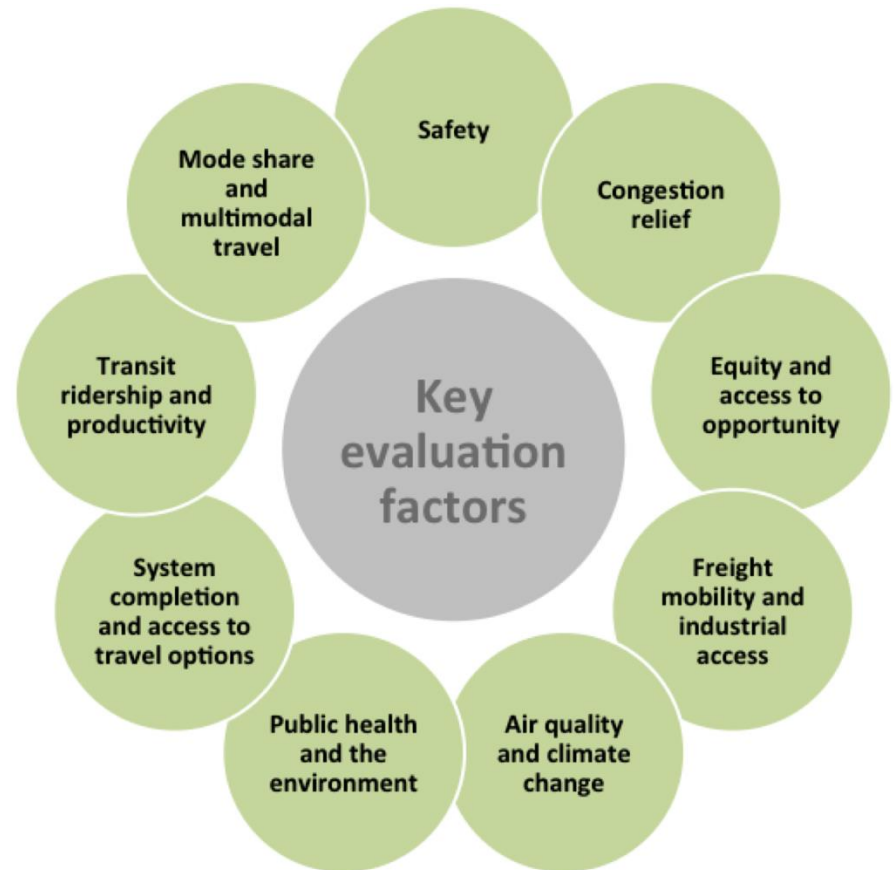 Safety
Congestion
relief
Equity and
access to
opportunity
Freight
mobility and
industrial
access
Air quality
and climate
change
Public health
and the
environment
System
completion
and access to
travel options
Transit
ridership and
productivity
Mode share
and
multimodal
travel
Key
evaluation
factors